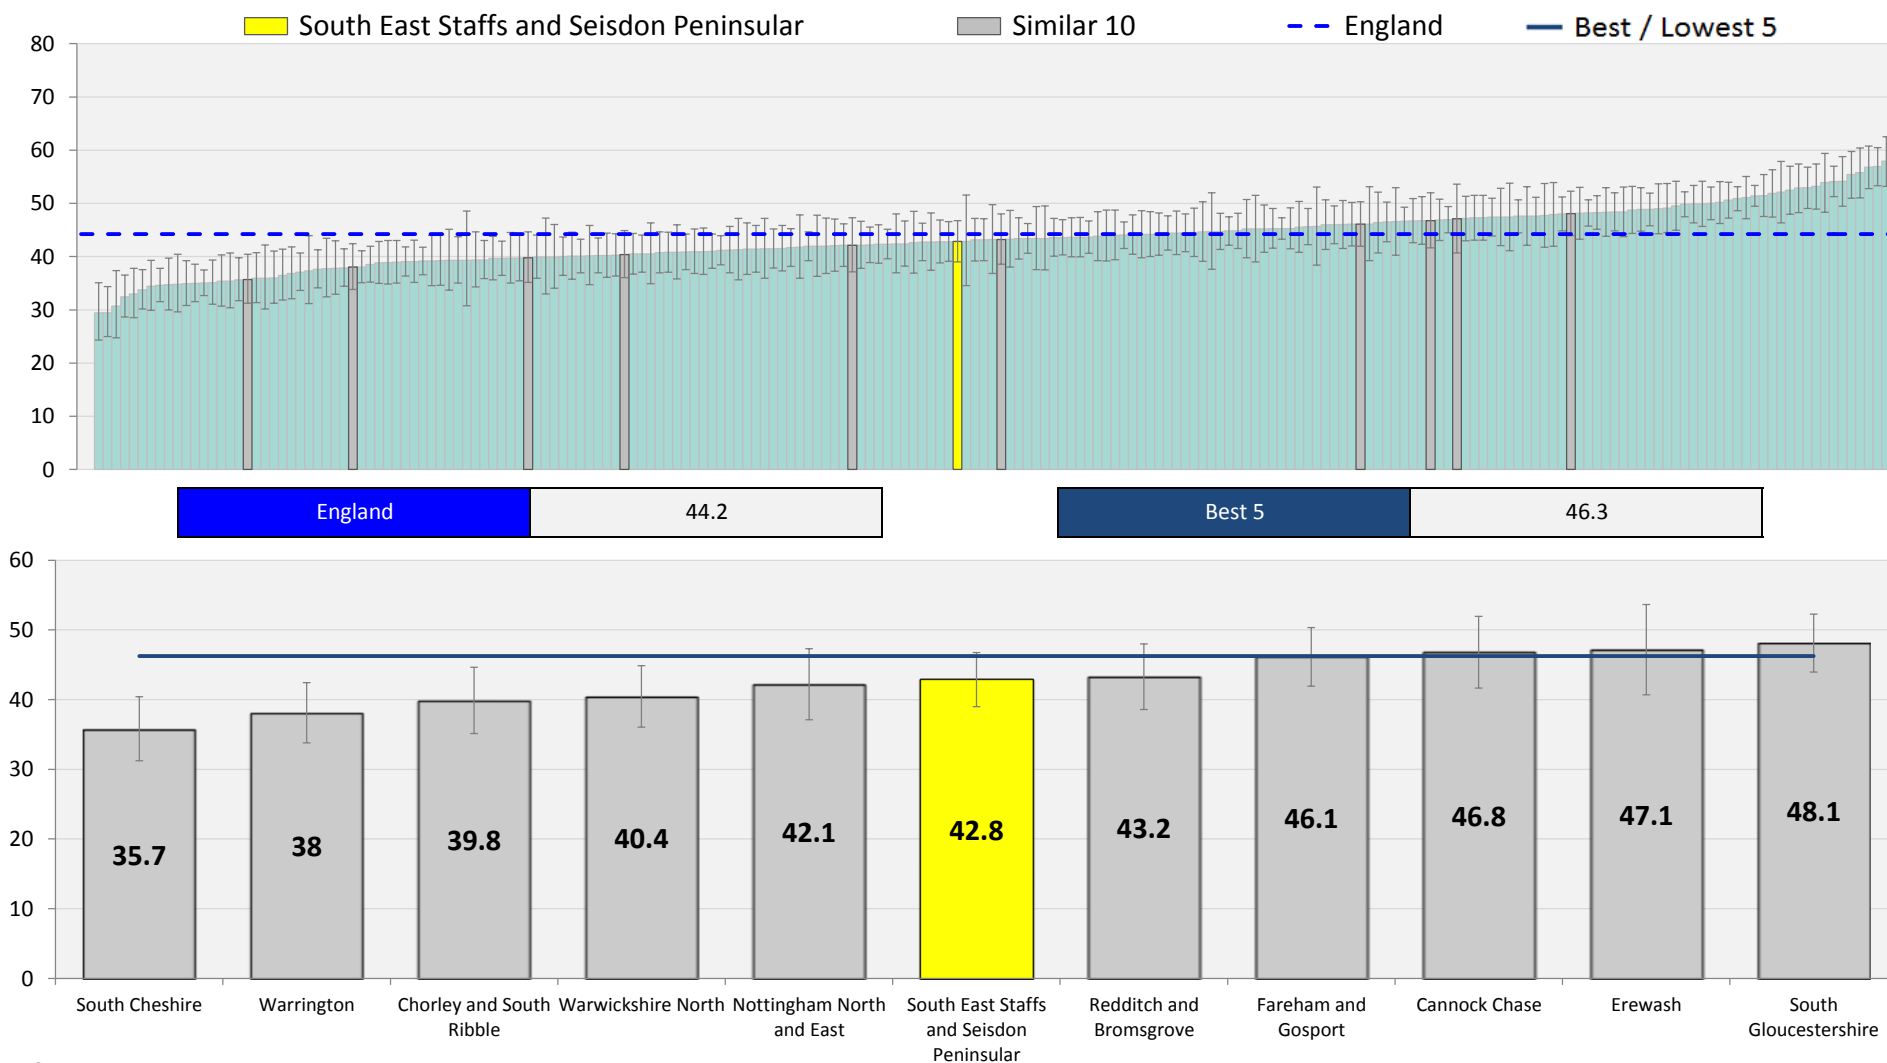 South East Staffs and Seisdon Peninsular
Similar 10
England
Best / Lowest 5
80
70
60
50
40
30
20
10
0
England 44.2
Best 5 46.3
60
50
40
30
20
10
0
35.7
38
39.8
40.4
42.1
42.8
43.2
46.1
46.8
47.1
48.1
South Cheshire
Warrington
Chorley and South
Ribble
Warwickshire North
Nottingham North
and East
South East Staffs
and Seisdon
Peninsular
Redditch and
Bromsgrove
Fareham and
Gosport
Cannock Chase
Erewash
South
Gloucestershire